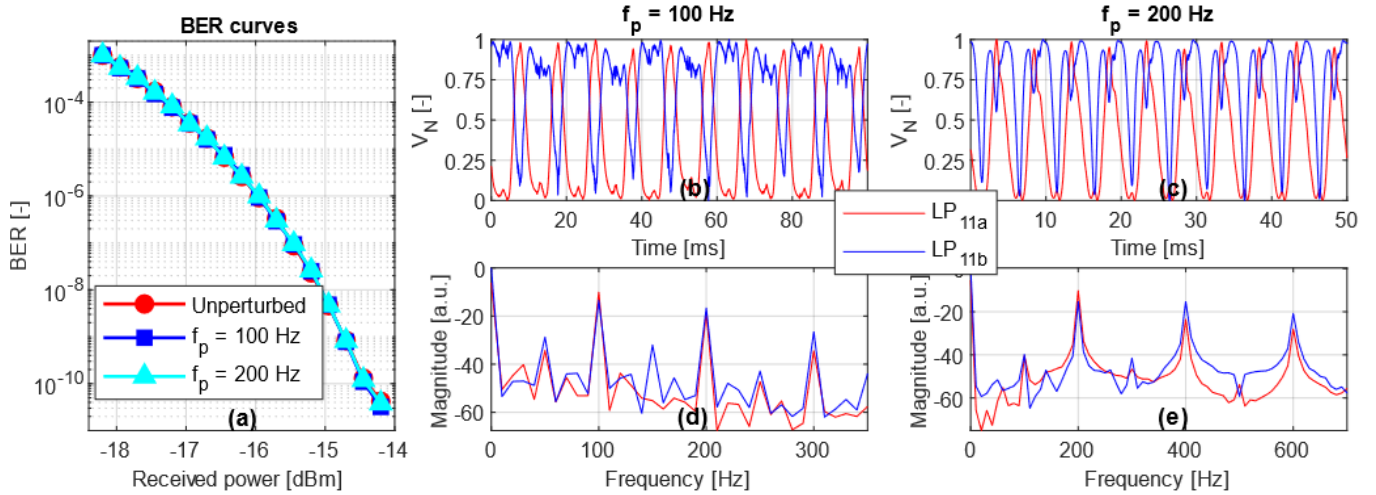 BER curves
BER [-]
10^-4
10^-6
10^-8
10^-10
Unperturbed
f_p = 100 Hz
f_p = 200 Hz
(a)
-18 -17 -16 -15 -14
Received power [dBm]
f_p = 100 Hz
V_N [-]
1
0.75
0.5
0.25
0
(b)
0 20 40 60 80
Time [ms]
f_p = 200 Hz
V_N [-]
1
0.75
0.5
0.25
0
(c)
10 20 30 40 50
Time [ms]
LP_11a
LP_11b
Magnitude [a.u.]
0
-20
-40
-60
(d)
0 100 200 300
Frequency [Hz]
Magnitude [a.u.]
-20
-40
-60
(e)
0 200 400 600
Frequency [Hz]